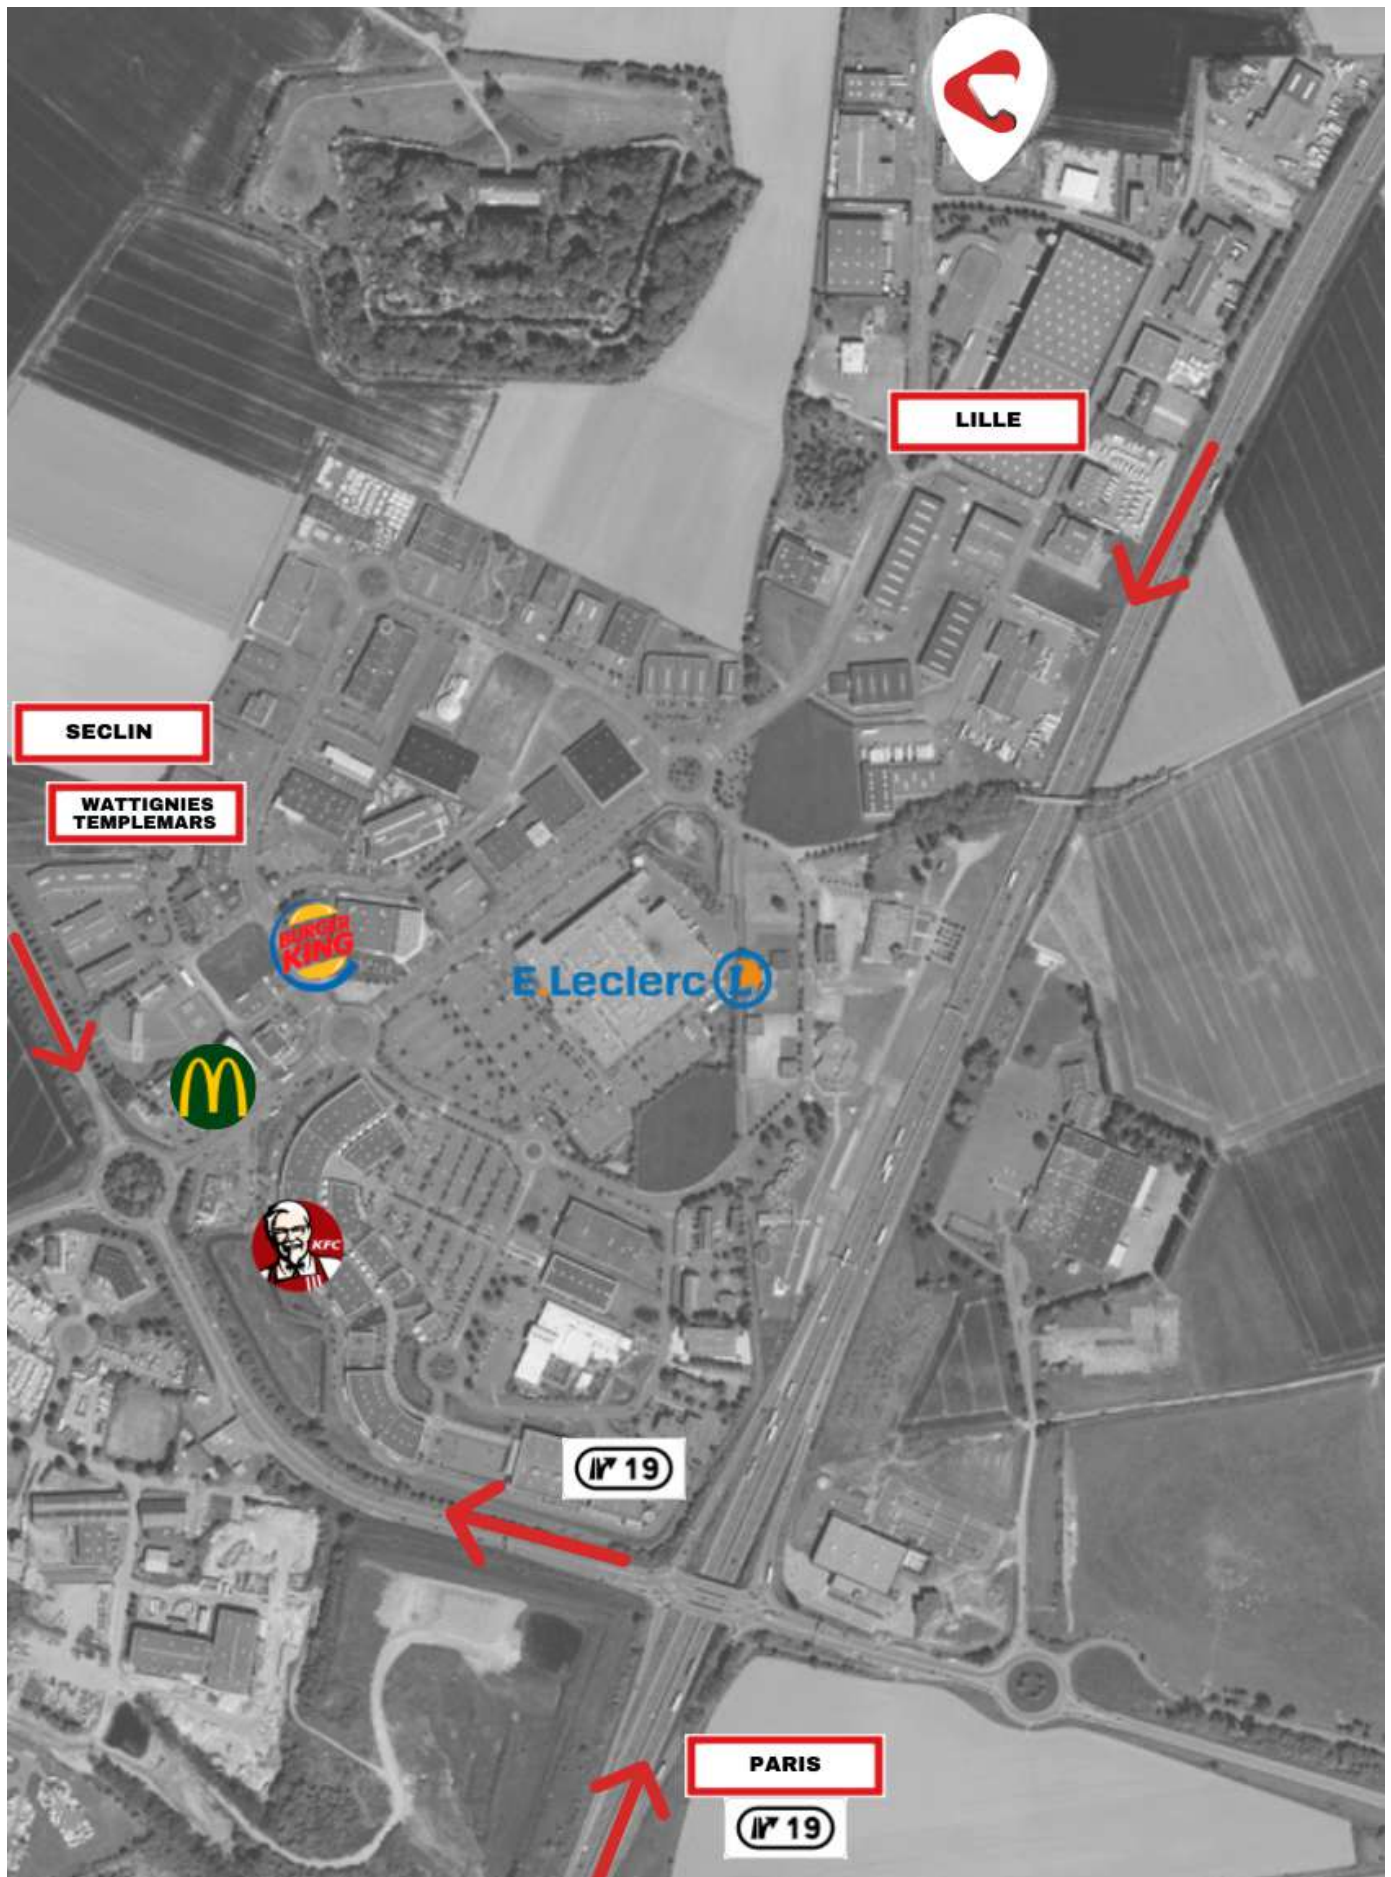 LILLE
SECLIN
WATTIGNIES
TEMPLEMARS
BURGER
KING
E.Leclerc L
M
KFC
19
PARIS
19